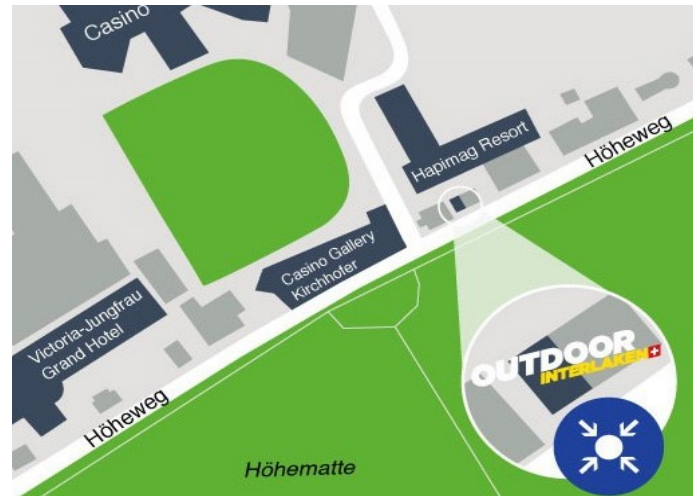 Casino
Hapimag Resort
Höheweg
Casino Gallery
Kirchhofer
Victoria-Jungfrau
Grand Hotel
OUTDOOR
INTERLAKEN
Höheweg
Höhematte